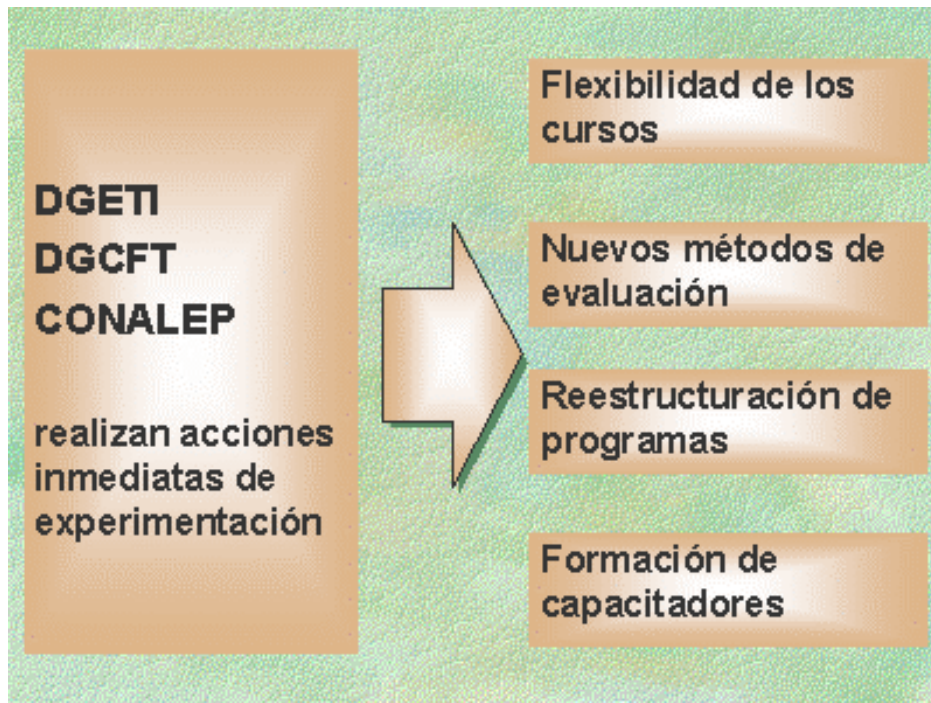 DGETI
DGCFT
CONALEP
realizan acciones
inmediatas de
experimentación
Flexibilidad de los
cursos
Nuevos métodos de
evaluación
Reestructuración de
programas
Formación de
capacitadores